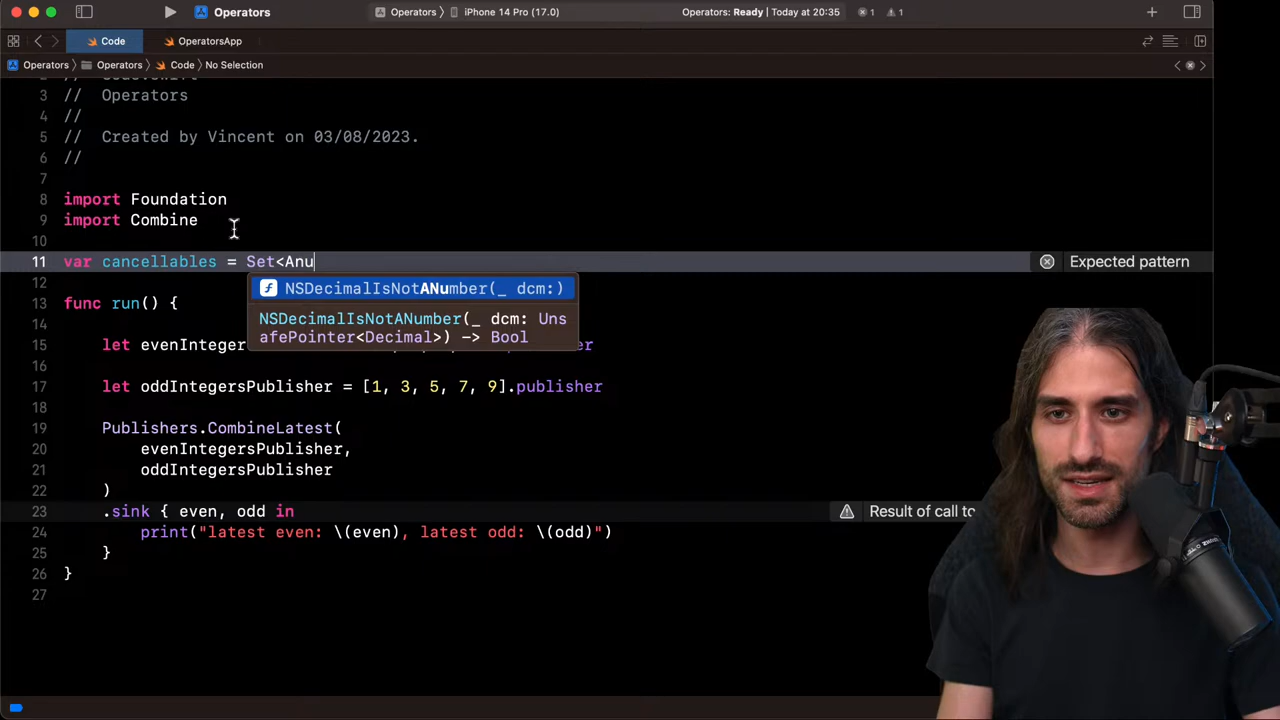 Operators
Operators
iPhone 14 Pro (17.0)
Operators: Ready | Today at 20:35
1
1
Code
OperatorsApp
Operators
Operators
Code
No Selection
3 // Operators
4 //
5 // Created by Vincent on 03/08/2023.
6 //
7
8 import Foundation
9 import Combine
10
11 var cancellables = Set<Anu
Expected pattern
12
NSDecimalIsNotANumber(_ dcm:)
NSDecimalIsNotANumber(_ dcm: Uns
afePointer<Decimal>) -> Bool
13 func run() {
14
15 let evenInteger
16
17 let oddIntegersPublisher = [1, 3, 5, 7, 9].publisher
18
19 Publishers.CombineLatest(
20 evenIntegersPublisher,
21 oddIntegersPublisher
22 )
23 .sink { even, odd in
Result of call to
24 print("latest even: \(even), latest odd: \(odd)")
25 }
26 }
27